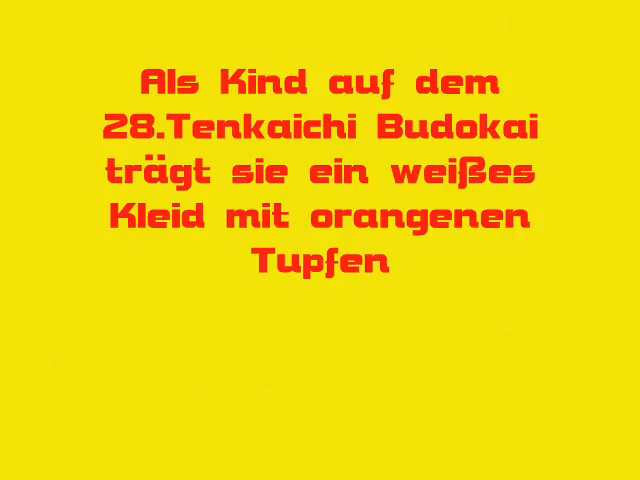 Als Kind auf dem
28.Tenkaichi Budokai
trägt sie ein weißes
Kleid mit orangenen
Tupfen